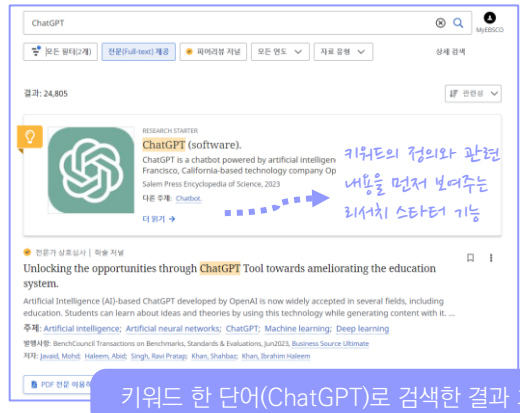 ChatGPT
MyEBSCO
모든 필터(2개) 전문(Full-text) 제공 피어리뷰 저널 모든 연도 자료 유형 상세 검색
결과: 24,805 관련성
RESEARCH STARTER
ChatGPT (software).
ChatGPT is a chatbot powered by artificial intelligen
Francisco, California-based technology company Op
Salem Press Encyclopedia of Science, 2023
다른 주제: Chatbot.
더 읽기 →
키워드의 정의와 관련
내용을 먼저 보여주는
리서치 스타터 기능
전문가 상호심사 | 학술 저널
Unlocking the opportunities through ChatGPT Tool towards ameliorating the education
system.
Artificial Intelligence (AI)-based ChatGPT developed by OpenAI is now widely accepted in several fields, including
education. Students can learn about ideas and theories by using this technology while generating content with it. ...
주제: Artificial intelligence; Artificial neural networks; ChatGPT; Machine learning; Deep learning
발행사항: BenchCouncil Transactions on Benchmarks, Standards & Evaluations, Jun2023, Business Source Ultimate
저자: Javaid, Mohd; Haleem, Abid; Singh, Ravi Pratap; Khan, Shahbaz; Khan, Ibrahim Haleem
PDF 전문 이용하
키워드 한 단어(ChatGPT)로 검색한 결과